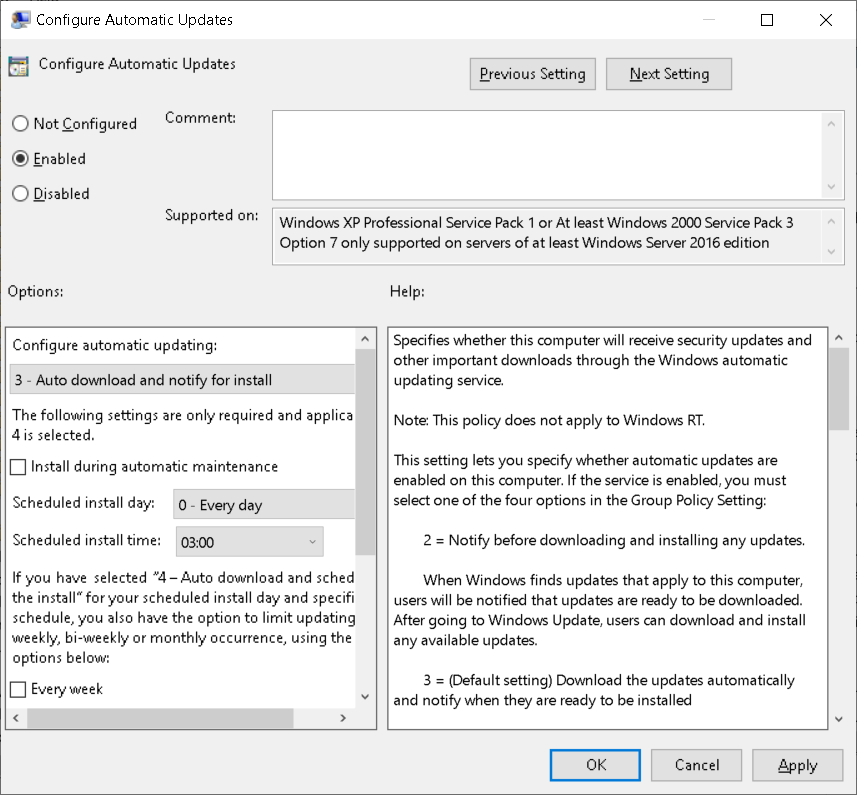 Configure Automatic Updates
Configure Automatic Updates
Previous Setting
Next Setting
Not Configured
Comment:
Enabled
Disabled
Supported on:
Windows XP Professional Service Pack 1 or At least Windows 2000 Service Pack 3
Option 7 only supported on servers of at least Windows Server 2016 edition
Options:
Help:
Configure automatic updating:
3 - Auto download and notify for install
The following settings are only required and applica
4 is selected.
Install during automatic maintenance
Scheduled install day:
0 - Every day
Scheduled install time:
03:00
If you have selected "4 – Auto download and sched
the install" for your scheduled install day and specifi
schedule, you also have the option to limit updating
weekly, bi-weekly or monthly occurrence, using the
options below:
Every week
Specifies whether this computer will receive security updates and
other important downloads through the Windows automatic
updating service.
Note: This policy does not apply to Windows RT.
This setting lets you specify whether automatic updates are
enabled on this computer. If the service is enabled, you must
select one of the four options in the Group Policy Setting:
2 = Notify before downloading and installing any updates.
When Windows finds updates that apply to this computer,
users will be notified that updates are ready to be downloaded.
After going to Windows Update, users can download and install
any available updates.
3 = (Default setting) Download the updates automatically
and notify when they are ready to be installed
OK
Cancel
Apply